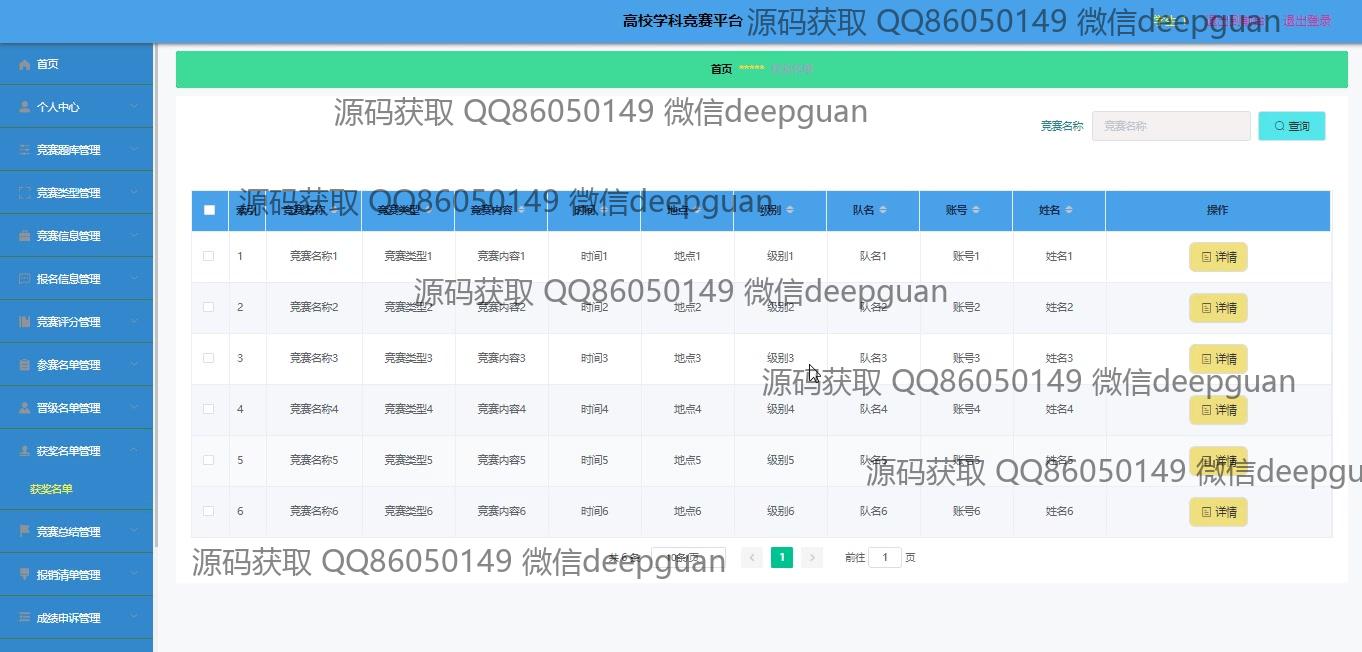 高校学科竞赛平台
学生1 退出到前台 退出登录
源码获取 QQ86050149 微信deepguan
首页
个人中心
竞赛题库管理
竞赛类型管理
竞赛信息管理
报名信息管理
竞赛评分管理
参赛名单管理
晋级名单管理
获奖名单管理
获奖名单
竞赛总结管理
报销清单管理
成绩申诉管理
首页 ***** 获奖名单
源码获取 QQ86050149 微信deepguan
竞赛名称 竞赛名称 查询
源码获取 QQ86050149 微信deepguan
索引 竞赛名称 竞赛类型 竞赛内容 时间 地点 级别 队名 账号 姓名 操作
1 竞赛名称1 竞赛类型1 竞赛内容1 时间1 地点1 级别1 队名1 账号1 姓名1 详情
源码获取 QQ86050149 微信deepguan
2 竞赛名称2 竞赛类型2 竞赛内容2 时间2 地点2 级别2 队名2 账号2 姓名2 详情
3 竞赛名称3 竞赛类型3 竞赛内容3 时间3 地点3 级别3 队名3 账号3 姓名3 详情
源码获取 QQ86050149 微信deepguan
4 竞赛名称4 竞赛类型4 竞赛内容4 时间4 地点4 级别4 队名4 账号4 姓名4 详情
5 竞赛名称5 竞赛类型5 竞赛内容5 时间5 地点5 级别5 队名5 账号5 姓名5 详情
源码获取 QQ86050149 微信deepgu
6 竞赛名称6 竞赛类型6 竞赛内容6 时间6 地点6 级别6 队名6 账号6 姓名6 详情
共 6 条 10条/页 1 前往 1 页
源码获取 QQ86050149 微信deepguan